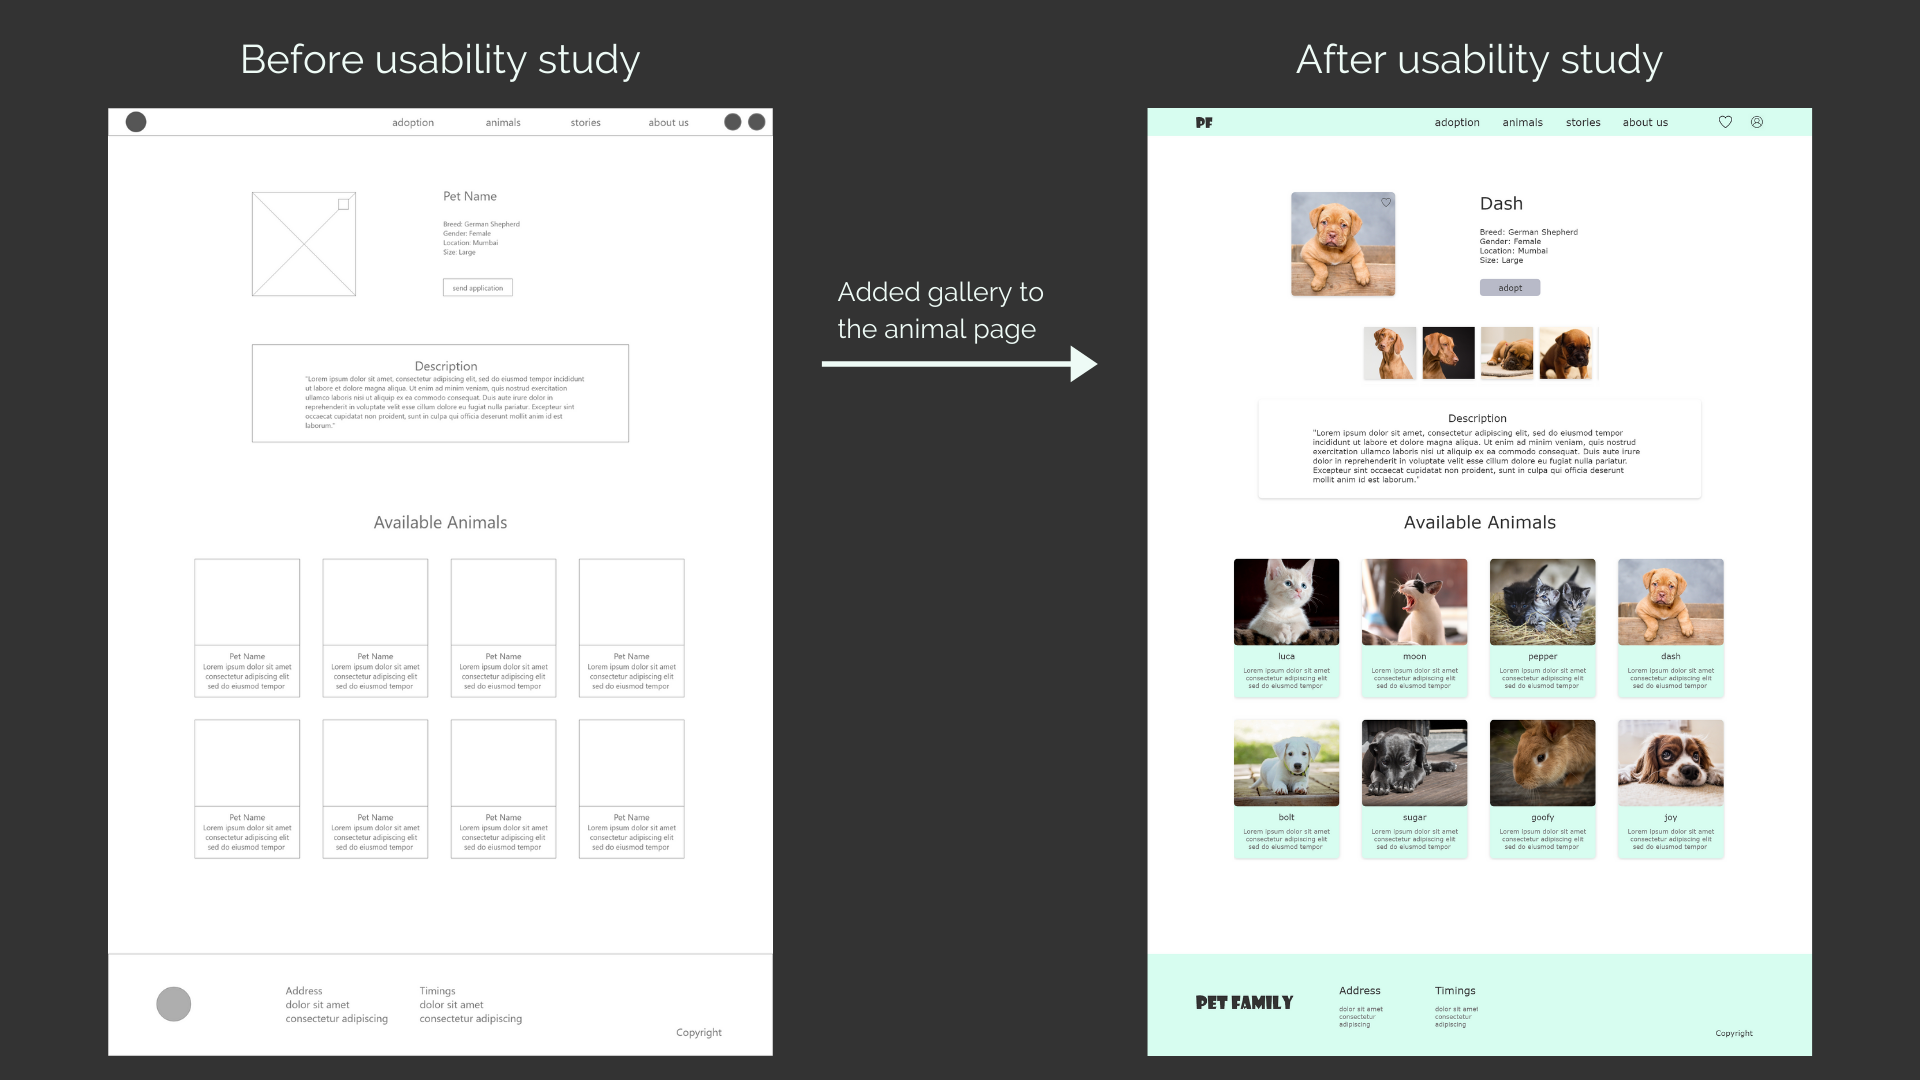 Before usability study
After usability study
adoption
animals
stories
about us
Pet Name
Breed: German Shepherd
Gender: Female
Location: Mumbai
Size: Large
send application
Description
"Lorem ipsum dolor sit amet, consectetur adipiscing elit, sed do eiusmod tempor incididunt
ut labore et dolore magna aliqua. Ut enim ad minim veniam, quis nostrud exercitation
ullamco laboris nisi ut aliquip ex ea commodo consequat. Duis aute irure dolor in
reprehenderit in voluptate velit esse cillum dolore eu fugiat nulla pariatur. Excepteur sint
occaecat cupidatat non proident, sunt in culpa qui officia deserunt mollit anim id est
laborum."
Available Animals
Pet Name
Lorem ipsum dolor sit amet
consectetur adipiscing elit
sed do eiusmod tempor
Pet Name
Lorem ipsum dolor sit amet
consectetur adipiscing elit
sed do eiusmod tempor
Pet Name
Lorem ipsum dolor sit amet
consectetur adipiscing elit
sed do eiusmod tempor
Pet Name
Lorem ipsum dolor sit amet
consectetur adipiscing elit
sed do eiusmod tempor
Pet Name
Lorem ipsum dolor sit amet
consectetur adipiscing elit
sed do eiusmod tempor
Pet Name
Lorem ipsum dolor sit amet
consectetur adipiscing elit
sed do eiusmod tempor
Pet Name
Lorem ipsum dolor sit amet
consectetur adipiscing elit
sed do eiusmod tempor
Pet Name
Lorem ipsum dolor sit amet
consectetur adipiscing elit
sed do eiusmod tempor
Address
dolor sit amet
consectetur adipiscing
Timings
dolor sit amet
consectetur adipiscing
Copyright
Added gallery to
the animal page
PF
adoption
animals
stories
about us
Dash
Breed: German Shepherd
Gender: Female
Location: Mumbai
Size: Large
adopt
Description
"Lorem ipsum dolor sit amet, consectetur adipiscing elit, sed do eiusmod tempor
incididunt ut labore et dolore magna aliqua. Ut enim ad minim veniam, quis nostrud
exercitation ullamco laboris nisi ut aliquip ex ea commodo consequat. Duis aute irure
dolor in reprehenderit in voluptate velit esse cillum dolore eu fugiat nulla pariatur.
Excepteur sint occaecat cupidatat non proident, sunt in culpa qui officia deserunt
mollit anim id est laborum."
Available Animals
luca
Lorem ipsum dolor sit amet
consectetur adipiscing elit
sed do eiusmod tempor
moon
Lorem ipsum dolor sit amet
consectetur adipiscing elit
sed do eiusmod tempor
pepper
Lorem ipsum dolor sit amet
consectetur adipiscing elit
sed do eiusmod tempor
dash
Lorem ipsum dolor sit amet
consectetur adipiscing elit
sed do eiusmod tempor
bolt
Lorem ipsum dolor sit amet
consectetur adipiscing elit
sed do eiusmod tempor
sugar
Lorem ipsum dolor sit amet
consectetur adipiscing elit
sed do eiusmod tempor
goofy
Lorem ipsum dolor sit amet
consectetur adipiscing elit
sed do eiusmod tempor
joy
Lorem ipsum dolor sit amet
consectetur adipiscing elit
sed do eiusmod tempor
PET FAMILY
Address
dolor sit amet
consectetur
adipiscing
Timings
dolor sit amet
consectetur
adipiscing
Copyright